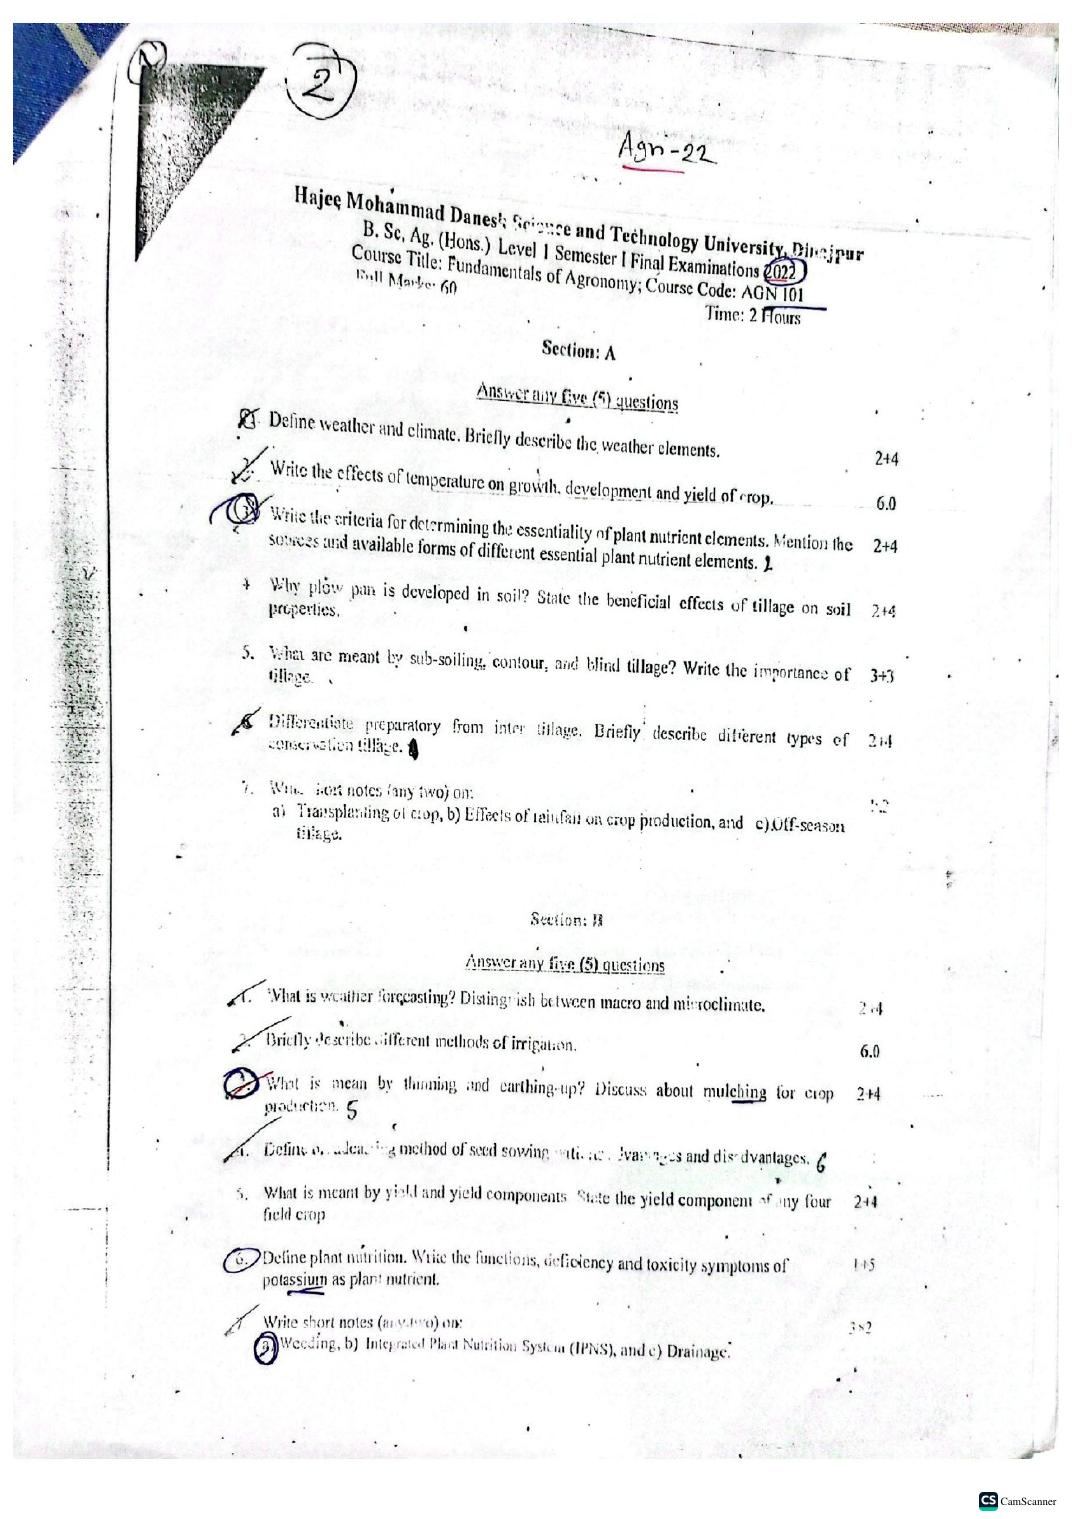 2
Agri-22
Hajee Mohammad Danesh Science and Technology University, Dinajpur
B. Sc. Ag. (Hons.) Level 1 Semester I Final Examinations 2022
Course Title: Fundamentals of Agronomy; Course Code: AGN 101
Full Marks: 60
Time: 2 Hours
Section: A
Answer any five (5) questions
Define weather and climate. Briefly describe the weather elements. 2+4
2. Write the effects of temperature on growth, development and yield of crop. 6.0
3. Write the criteria for determining the essentiality of plant nutrient elements. Mention the 2+4
sources and available forms of different essential plant nutrient elements. 1
4 Why plow pan is developed in soil? State the beneficial effects of tillage on soil 2+4
properties.
5. What are meant by sub-soiling, contour, and blind tillage? Write the importance of 3+3
tillage.
6 Differentiate preparatory from inter tillage. Briefly describe different types of 2+4
conservation tillage.
7. Write short notes (any two) on:
a) Transplanting of crop, b) Effects of rainfall on crop production, and c) Off-season
tillage.
Section: B
Answer any five (5) questions
1. What is weather forecasting? Distinguish between macro and microclimate. 2+4
2. Briefly describe different methods of irrigation. 6.0
What is mean by thinning and earthing-up? Discuss about mulching for crop 2+4
production. 5
4. Define method of seed sowing and disadvantages. 6
5. What is meant by yield and yield components State the yield component of any four 2+4
field crop
6. Define plant nutrition. Write the functions, deficiency and toxicity symptoms of 1+5
potassium as plant nutrient.
Write short notes (any two) on: 3×2
a) Weeding, b) Integrated Plant Nutrition System (IPNS), and c) Drainage.
CS CamScanner